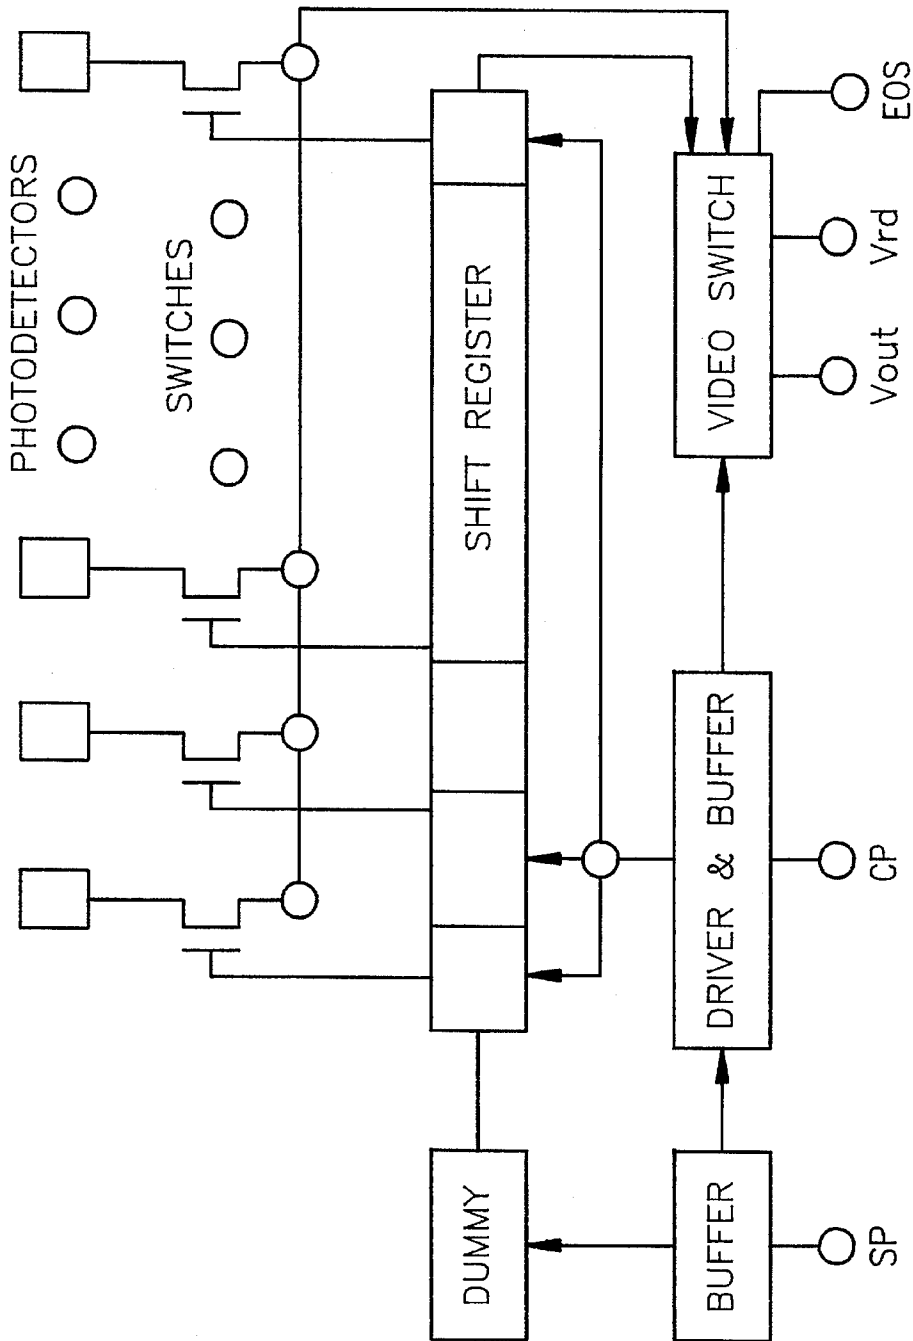 PHOTODETECTORS
SWITCHES
SHIFT REGISTER
DUMMY
BUFFER
DRIVER & BUFFER
VIDEO SWITCH
SP
CP
Vout
Vrd
EOS